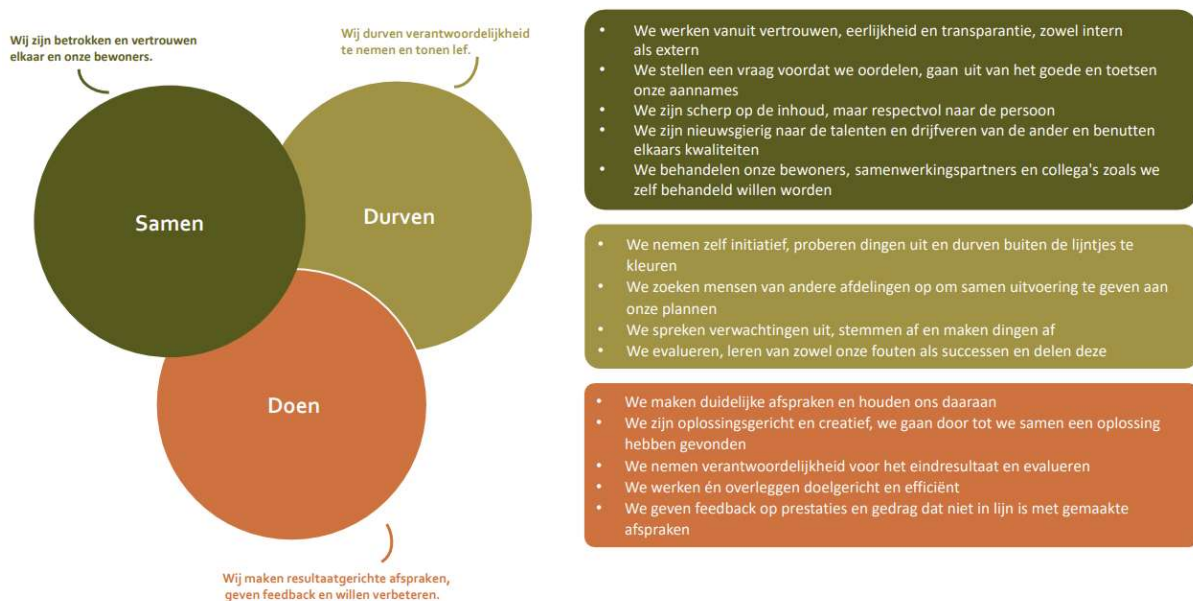 Wij zijn betrokken en vertrouwen
elkaar en onze bewoners.
Wij durven verantwoordelijkheid
te nemen en tonen lef.
Samen
Durven
Doen
Wij maken resultaatgerichte afspraken,
geven feedback en willen verbeteren.
• We werken vanuit vertrouwen, eerlijkheid en transparantie, zowel intern
als extern
• We stellen een vraag voordat we oordelen, gaan uit van het goede en toetsen
onze aannames
• We zijn scherp op de inhoud, maar respectvol naar de persoon
• We zijn nieuwsgierig naar de talenten en drijfveren van de ander en benutten
elkaars kwaliteiten
• We behandelen onze bewoners, samenwerkingspartners en collega's zoals we
zelf behandeld willen worden
• We nemen zelf initiatief, proberen dingen uit en durven buiten de lijntjes te
kleuren
• We zoeken mensen van andere afdelingen op om samen uitvoering te geven aan
onze plannen
• We spreken verwachtingen uit, stemmen af en maken dingen af
• We evalueren, leren van zowel onze fouten als successen en delen deze
• We maken duidelijke afspraken en houden ons daaraan
• We zijn oplossingsgericht en creatief, we gaan door tot we samen een oplossing
hebben gevonden
• We nemen verantwoordelijkheid voor het eindresultaat en evalueren
• We werken én overleggen doelgericht en efficiënt
• We geven feedback op prestaties en gedrag dat niet in lijn is met gemaakte
afspraken